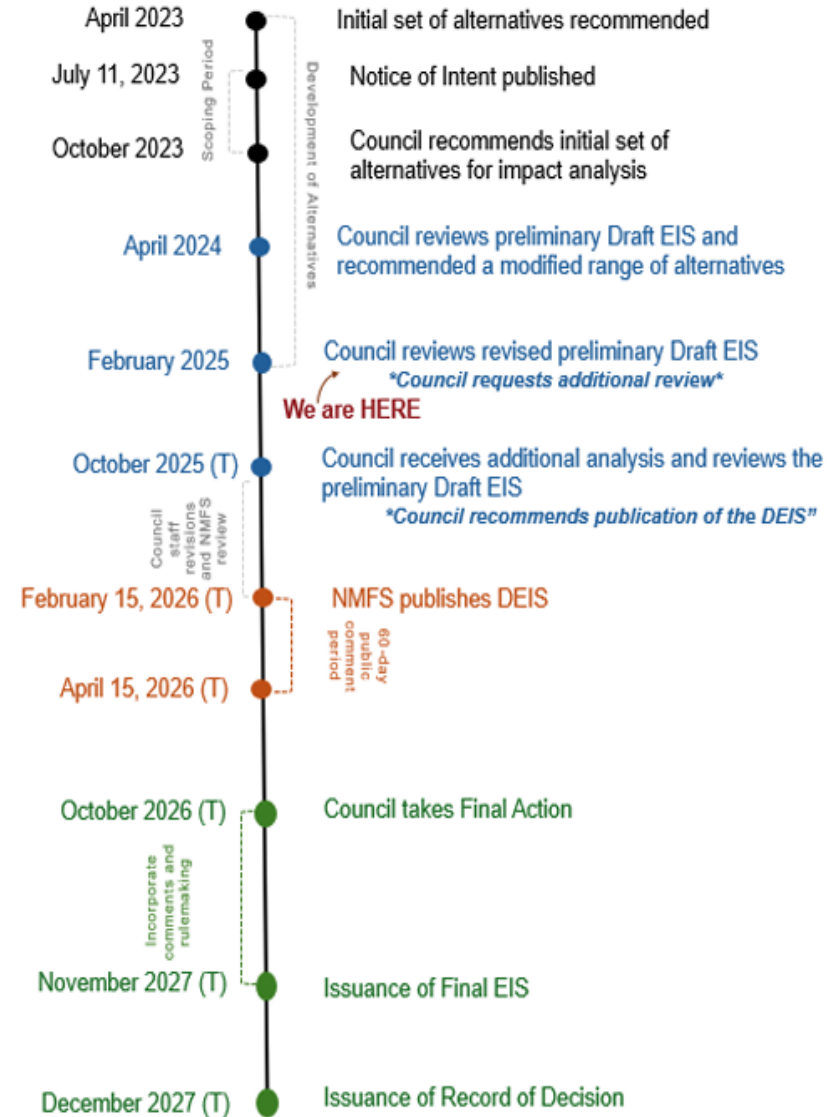 April 2023
Initial set of alternatives recommended
July 11, 2023
Notice of Intent published
Scoping Period
Development of Alternatives
October 2023
Council recommends initial set of
alternatives for impact analysis
April 2024
Council reviews preliminary Draft EIS and
recommended a modified range of alternatives
February 2025
Council reviews revised preliminary Draft EIS
*Council requests additional review*
We are HERE
October 2025 (T)
Council receives additional analysis and reviews the
preliminary Draft EIS
*Council recommends publication of the DEIS”
Council
staff
revisions
and NMFS
review
February 15, 2026 (T)
NMFS publishes DEIS
60-day
public
comment
period
April 15, 2026 (T)
October 2026 (T)
Council takes Final Action
Incorporate
comments and
rulemaking
November 2027 (T)
Issuance of Final EIS
December 2027 (T)
Issuance of Record of Decision